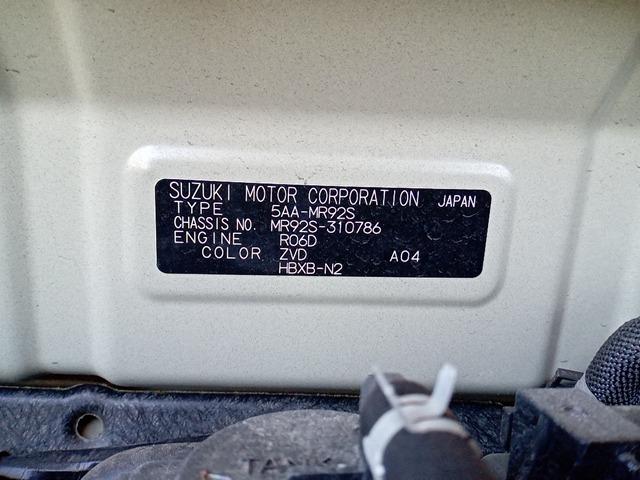 SUZUKI MOTOR CORPORATION JAPAN
TYPE 5AA-MR92S
CHASSIS NO. MR92S-310786
ENGINE R06D
COLOR ZVD A04
HBXB-N2